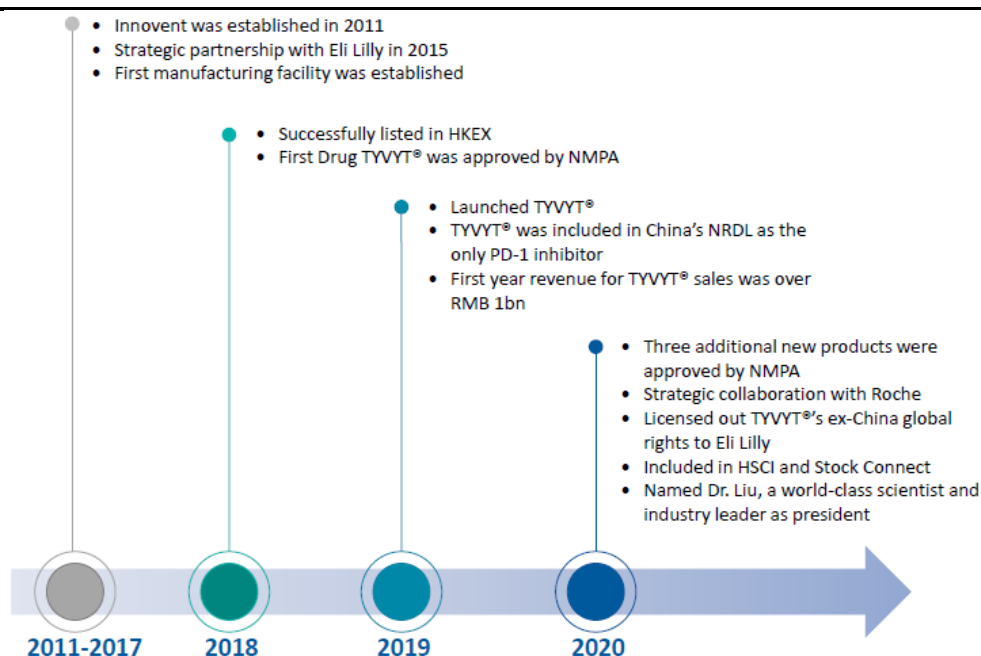 • Innovent was established in 2011
• Strategic partnership with Eli Lilly in 2015
• First manufacturing facility was established
• Successfully listed in HKEX
• First Drug TYVYT® was approved by NMPA
• Launched TYVYT®
• TYVYT® was included in China's NRDL as the
only PD-1 inhibitor
• First year revenue for TYVYT® sales was over
RMB 1bn
• Three additional new products were
approved by NMPA
• Strategic collaboration with Roche
• Licensed out TYVYT®'s ex-China global
rights to Eli Lilly
• Included in HSCI and Stock Connect
• Named Dr. Liu, a world-class scientist and
industry leader as president
2011-2017 2018 2019 2020